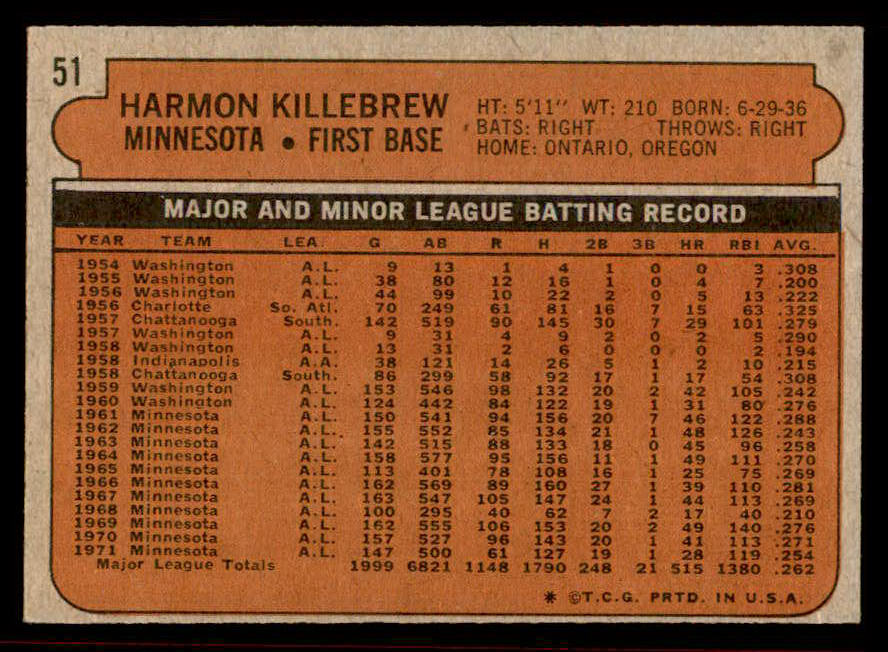 51
HARMON KILLEBREW
MINNESOTA • FIRST BASE
HT: 5'11" WT: 210 BORN: 6-29-36
BATS: RIGHT THROWS: RIGHT
HOME: ONTARIO, OREGON
MAJOR AND MINOR LEAGUE BATTING RECORD
YEAR TEAM LEA. G AB R H 2B 3B HR RBI AVG.
1954 Washington A.L. 9 13 1 4 1 0 0 3 .308
1955 Washington A.L. 38 80 12 16 1 0 4 7 .200
1956 Washington A.L. 44 99 10 22 2 0 5 13 .222
1956 Charlotte So. Atl. 70 249 61 81 16 7 15 63 .325
1957 Chattanooga South. 142 519 90 145 30 7 29 101 .279
1957 Washington A.L. 9 31 4 9 2 0 2 5 .290
1958 Washington A.L. 13 31 2 6 0 0 0 2 .194
1958 Indianapolis A.A. 38 121 14 26 5 1 2 10 .215
1958 Chattanooga South. 86 299 58 92 17 1 17 54 .308
1959 Washington A.L. 153 546 98 132 20 2 42 105 .242
1960 Washington A.L. 124 442 84 122 19 1 31 80 .276
1961 Minnesota A.L. 150 541 94 156 20 7 46 122 .288
1962 Minnesota A.L. 155 552 85 134 21 1 48 126 .243
1963 Minnesota A.L. 142 515 88 133 18 0 45 96 .258
1964 Minnesota A.L. 158 577 95 156 11 1 49 111 .270
1965 Minnesota A.L. 113 401 78 108 16 1 25 75 .269
1966 Minnesota A.L. 162 569 89 160 27 1 39 110 .281
1967 Minnesota A.L. 163 547 105 147 24 1 44 113 .269
1968 Minnesota A.L. 100 295 40 62 7 2 17 40 .210
1969 Minnesota A.L. 162 555 106 153 20 2 49 140 .276
1970 Minnesota A.L. 157 527 96 143 20 1 41 113 .271
1971 Minnesota A.L. 147 500 61 127 19 1 28 119 .254
Major League Totals 1999 6821 1148 1790 248 21 515 1380 .262
* ©T.C.G. PRTD. IN U.S.A.